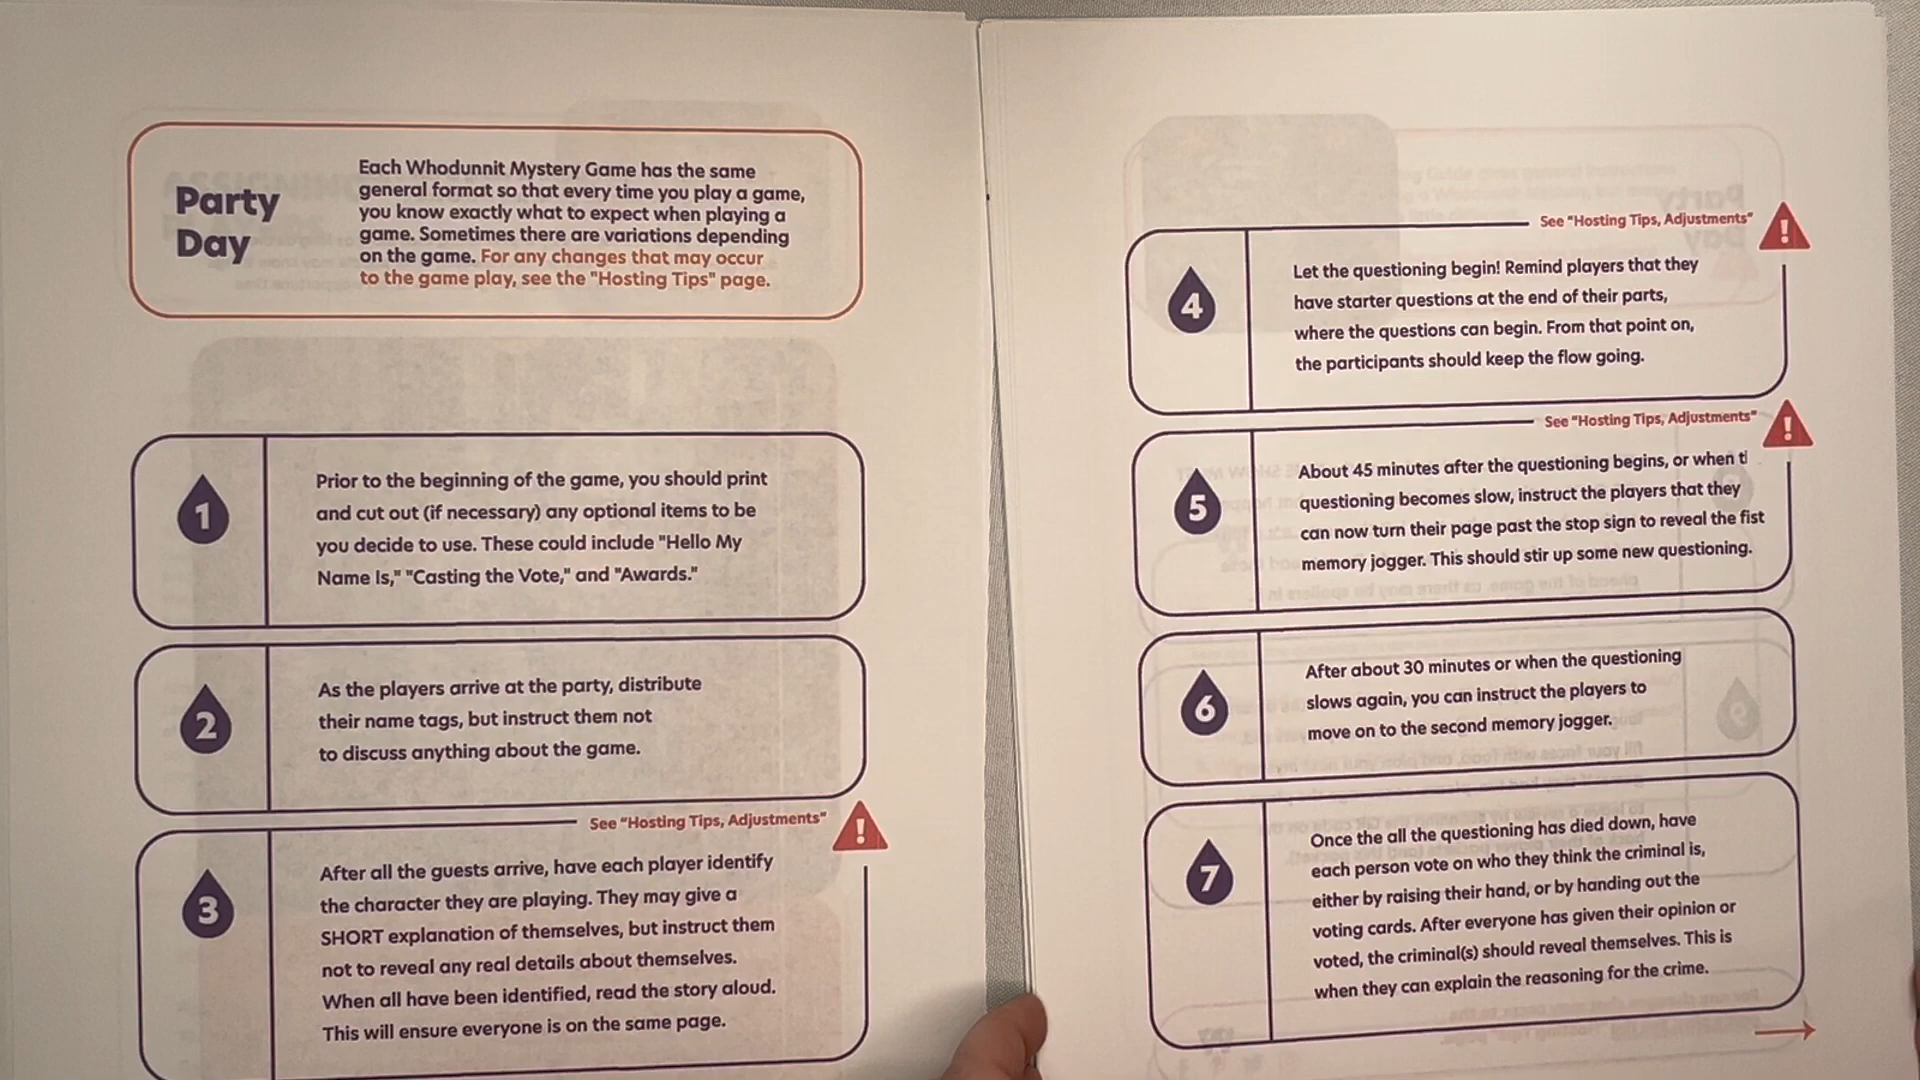 Party
Day
Each Whodunnit Mystery Game has the same
general format so that every time you play a game,
you know exactly what to expect when playing a
game. Sometimes there are variations depending
on the game. For any changes that may occur
to the game play, see the "Hosting Tips" page.
1
Prior to the beginning of the game, you should print
and cut out (if necessary) any optional items to be
you decide to use. These could include "Hello My
Name Is," "Casting the Vote," and "Awards."
2
As the players arrive at the party, distribute
their name tags, but instruct them not
to discuss anything about the game.
See "Hosting Tips, Adjustments"
!
3
After all the guests arrive, have each player identify
the character they are playing. They may give a
SHORT explanation of themselves, but instruct them
not to reveal any real details about themselves.
When all have been identified, read the story aloud.
This will ensure everyone is on the same page.
See "Hosting Tips, Adjustments"
!
4
Let the questioning begin! Remind players that they
have starter questions at the end of their parts,
where the questions can begin. From that point on,
the participants should keep the flow going.
See "Hosting Tips, Adjustments"
!
5
About 45 minutes after the questioning begins, or when t
questioning becomes slow, instruct the players that they
can now turn their page past the stop sign to reveal the fist
memory jogger. This should stir up some new questioning.
6
After about 30 minutes or when the questioning
slows again, you can instruct the players to
move on to the second memory jogger.
7
Once the all the questioning has died down, have
each person vote on who they think the criminal is,
either by raising their hand, or by handing out the
voting cards. After everyone has given their opinion or
voted, the criminal(s) should reveal themselves. This is
when they can explain the reasoning for the crime.